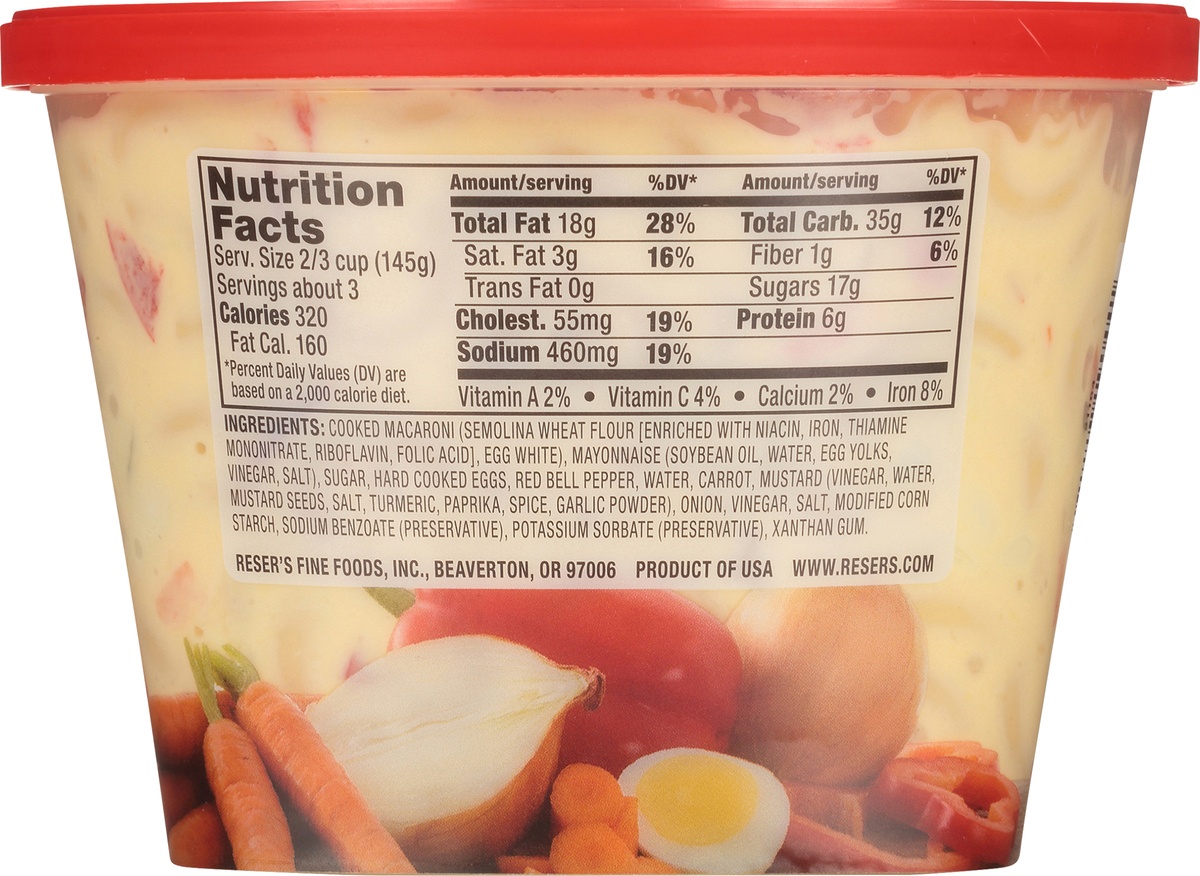 Nutrition
Facts
Serv. Size 2/3 cup (145g)
Servings about 3
Calories 320
Fat Cal. 160
*Percent Daily Values (DV) are
based on a 2,000 calorie diet.
Amount/serving %DV* Amount/serving %DV*
Total Fat 18g 28% Total Carb. 35g 12%
Sat. Fat 3g 16% Fiber 1g 6%
Trans Fat 0g Sugars 17g
Cholest. 55mg 19% Protein 6g
Sodium 460mg 19%
Vitamin A 2% • Vitamin C 4% • Calcium 2% • Iron 8%
INGREDIENTS: COOKED MACARONI (SEMOLINA WHEAT FLOUR [ENRICHED WITH NIACIN, IRON, THIAMINE
MONONITRATE, RIBOFLAVIN, FOLIC ACID], EGG WHITE), MAYONNAISE (SOYBEAN OIL, WATER, EGG YOLKS,
VINEGAR, SALT), SUGAR, HARD COOKED EGGS, RED BELL PEPPER, WATER, CARROT, MUSTARD (VINEGAR, WATER,
MUSTARD SEEDS, SALT, TURMERIC, PAPRIKA, SPICE, GARLIC POWDER), ONION, VINEGAR, SALT, MODIFIED CORN
STARCH, SODIUM BENZOATE (PRESERVATIVE), POTASSIUM SORBATE (PRESERVATIVE), XANTHAN GUM.
RESER'S FINE FOODS, INC., BEAVERTON, OR 97006 PRODUCT OF USA WWW.RESERS.COM